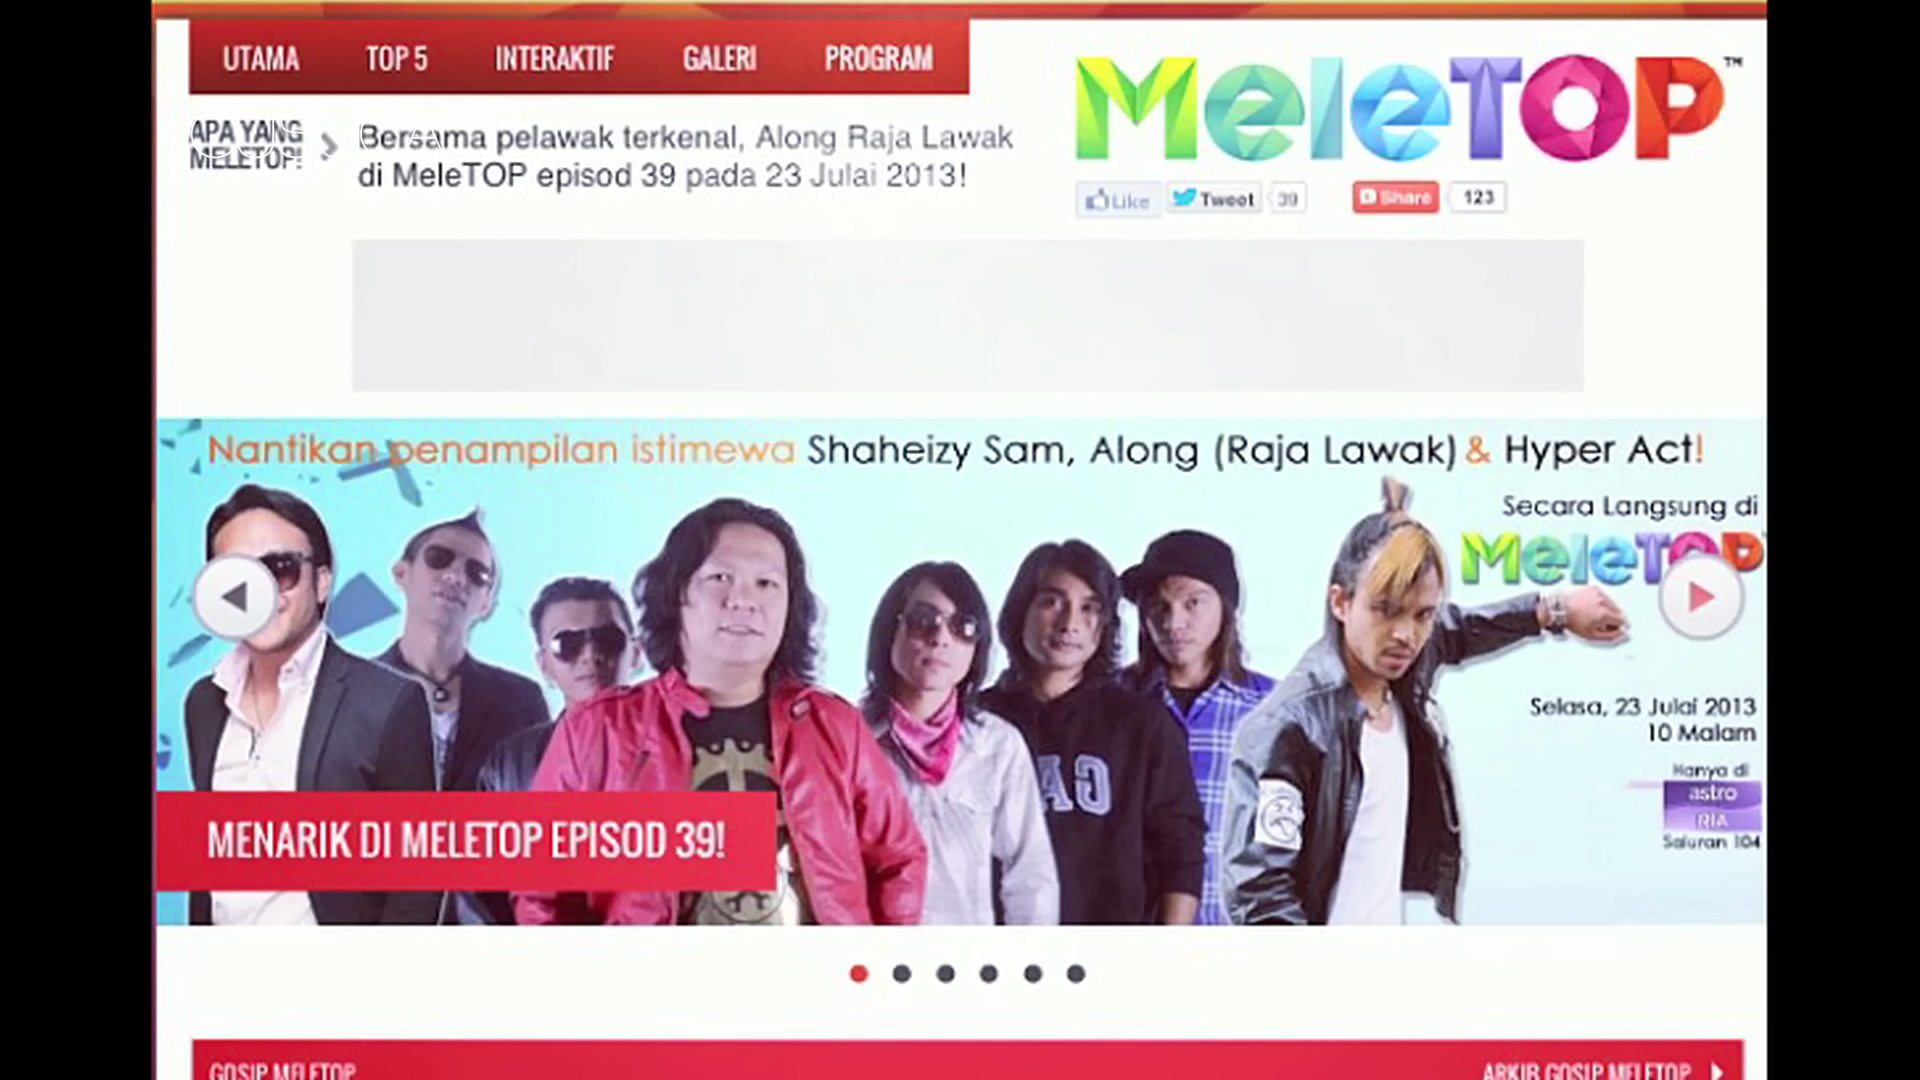 UTAMA TOP 5 INTERAKTIF GALERI PROGRAM
MeleTOP™
APA YANG
MELETOP!
Bersama pelawak terkenal, Along Raja Lawak
di MeleTOP episod 39 pada 23 Julai 2013!
Like Tweet 39 Share 123
Nantikan penampilan istimewa Shaheizy Sam, Along (Raja Lawak) & Hyper Act!
Secara Langsung di
MeleTOP
Selasa, 23 Julai 2013
10 Malam
Hanya di
astro
RIA
Saluran 104
GAP
MENARIK DI MELETOP EPISOD 39!
GOSIP MELETOP
ARKIB GOSIP MELETOP